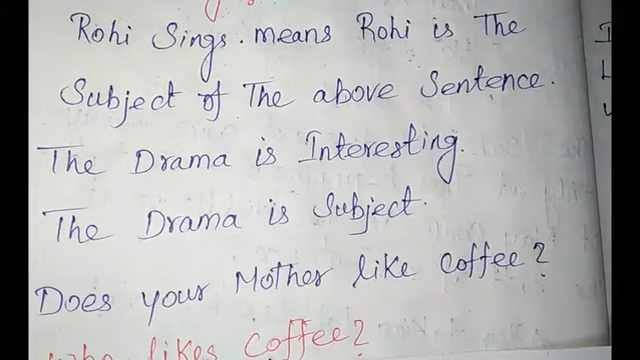 Rohi Sings. means Rohi is The
Subject of The above Sentence.
The Drama is Interesting.
The Drama is Subject.
Does your Mother like Coffee?
who likes Coffee?